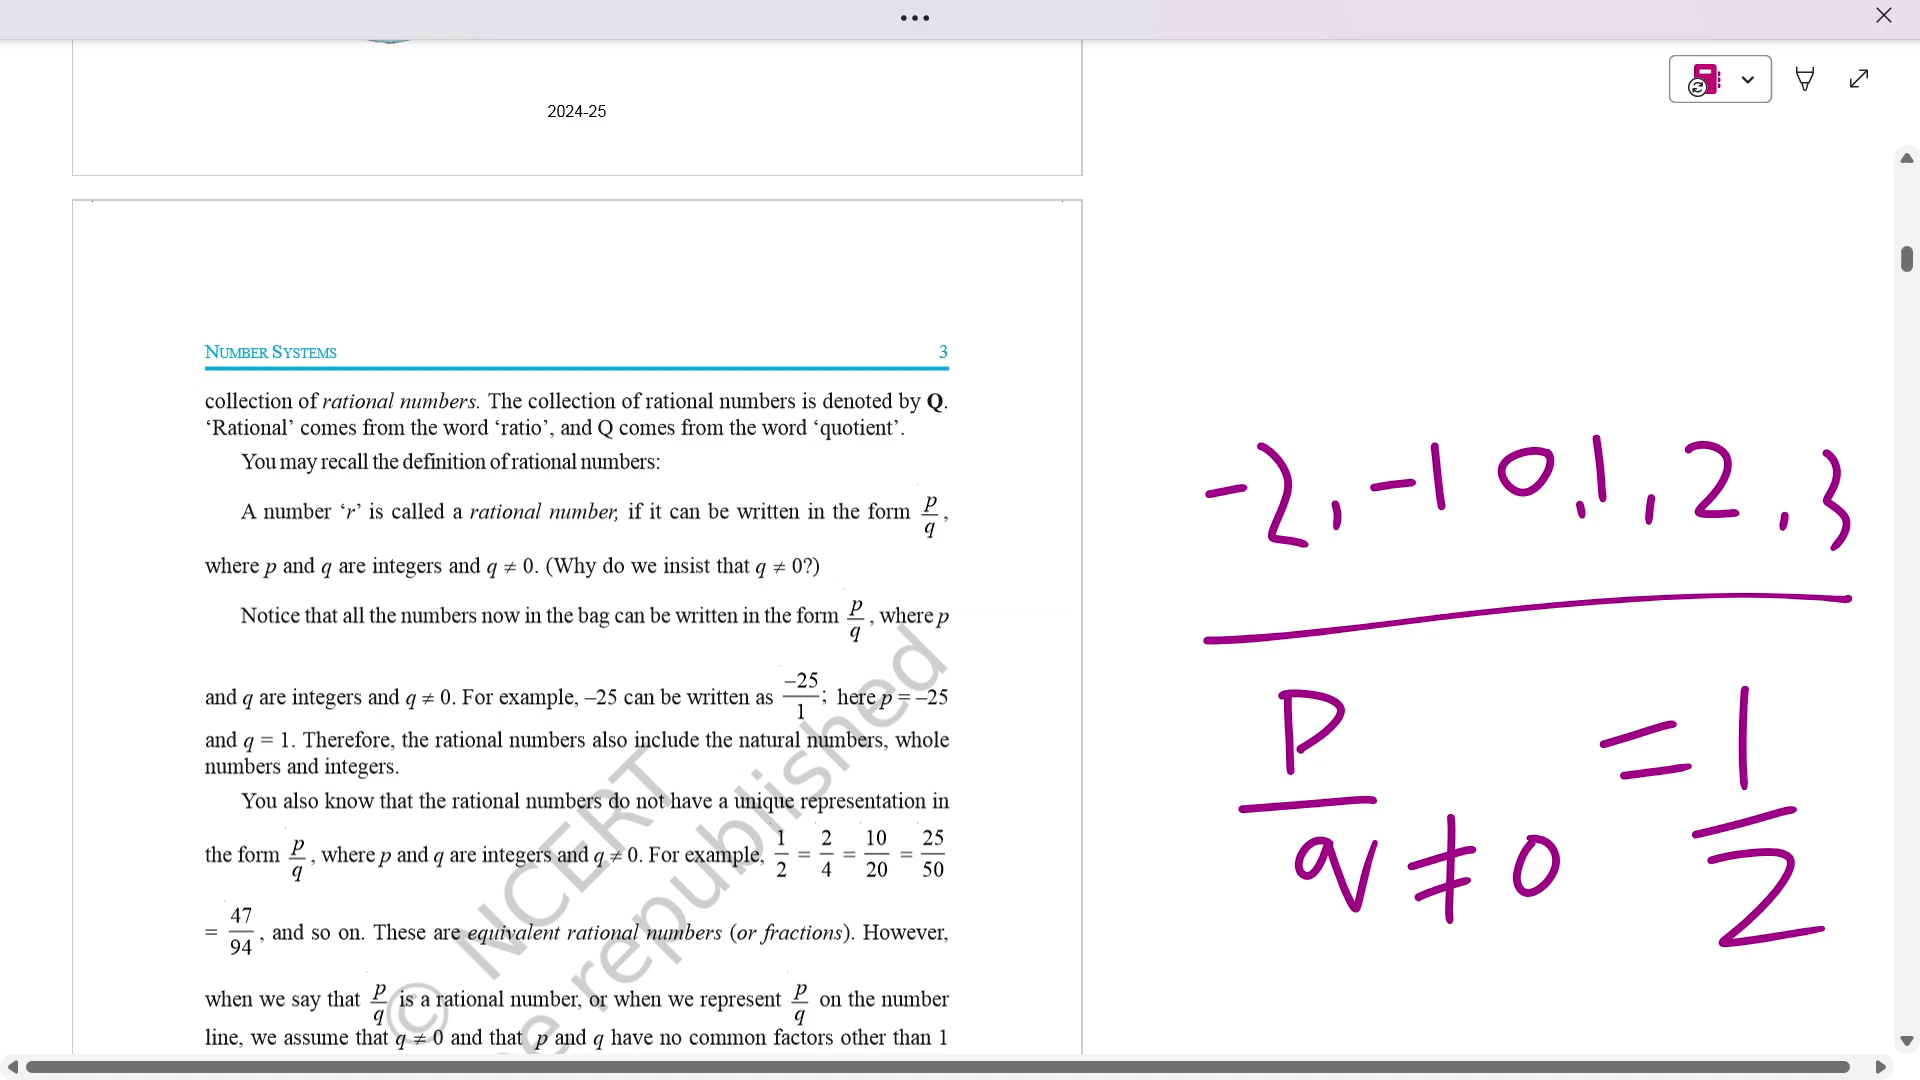 2024-25
NUMBER SYSTEMS 3
collection of rational numbers. The collection of rational numbers is denoted by Q.
‘Rational’ comes from the word ‘ratio’, and Q comes from the word ‘quotient’.
You may recall the definition of rational numbers:
A number ‘r’ is called a rational number, if it can be written in the form p/q,
where p and q are integers and q ≠ 0. (Why do we insist that q ≠ 0?)
Notice that all the numbers now in the bag can be written in the form p/q, where p
and q are integers and q ≠ 0. For example, –25 can be written as –25/1; here p = –25
and q = 1. Therefore, the rational numbers also include the natural numbers, whole
numbers and integers.
You also know that the rational numbers do not have a unique representation in
the form p/q, where p and q are integers and q ≠ 0. For example, 1/2 = 2/4 = 10/20 = 25/50
= 47/94, and so on. These are equivalent rational numbers (or fractions). However,
when we say that p/q is a rational number, or when we represent p/q on the number
line, we assume that q ≠ 0 and that p and q have no common factors other than 1
© NCERT
e republished
-2, -1 0, 1, 2, 3
P/q ≠ 0 = 1/2